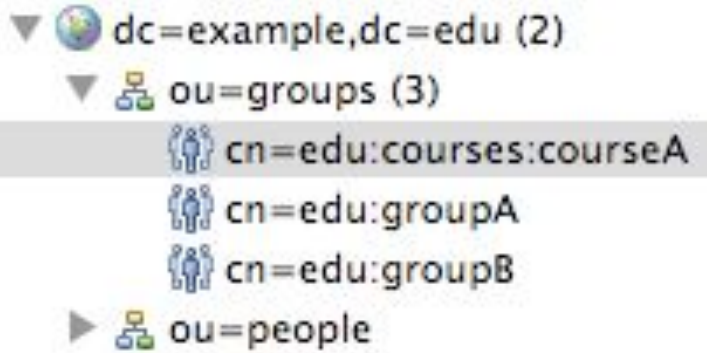 dc=example,dc=edu (2)
ou=groups (3)
cn=edu:courses:courseA
cn=edu:groupA
cn=edu:groupB
ou=people